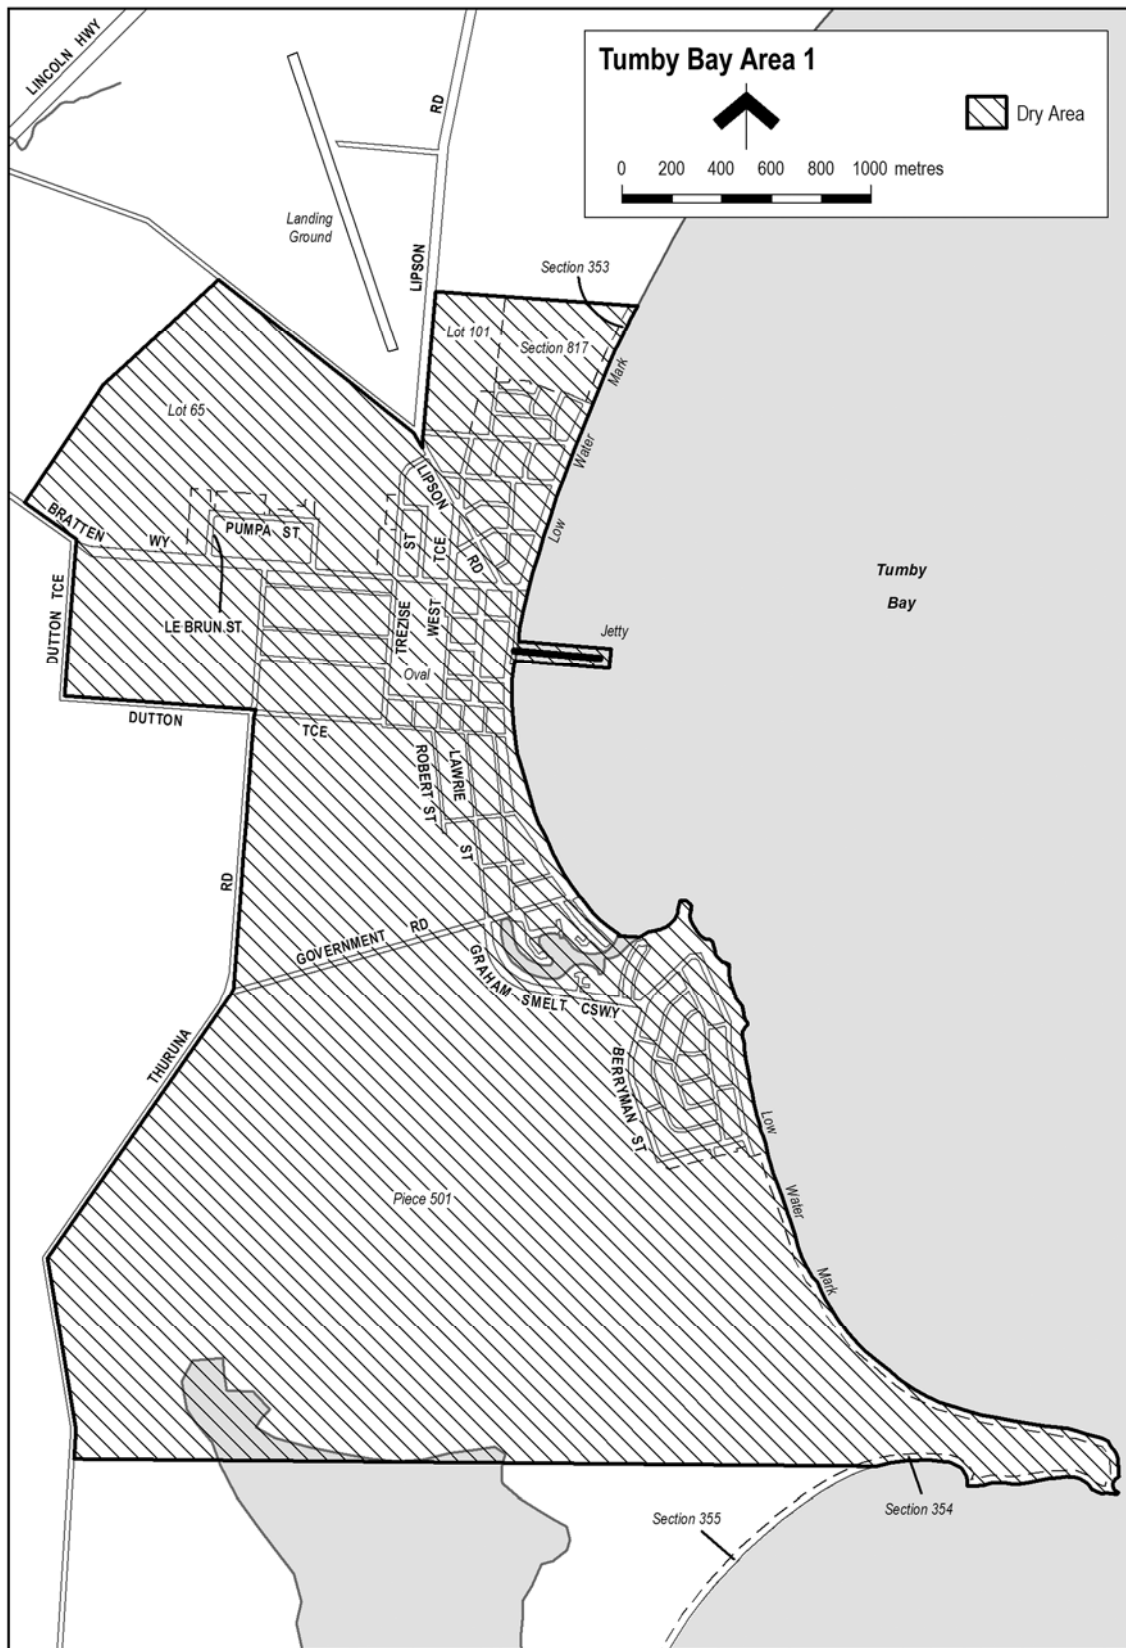 LINCOLN HWY
RD
Tumby Bay Area 1
Dry Area
0 200 400 600 800 1000 metres
Landing
Ground
LIPSON
Section 353
Lot 101
Section 817
Mark
Water
Low
Lot 65
LIPSON
RD
BRATTEN
WY
PUMPA ST
ST
TCE
Tumby
Bay
DUTTON TCE
LE BRUN ST
TREZISE
WEST
Jetty
Oval
DUTTON
TCE
ROBERT ST
LAWRIE
ST
RD
GOVERNMENT RD
GRAHAM SMELT CSWY
THURUNA
BERRYMAN ST
Low
Water
Mark
Piece 501
Section 354
Section 355